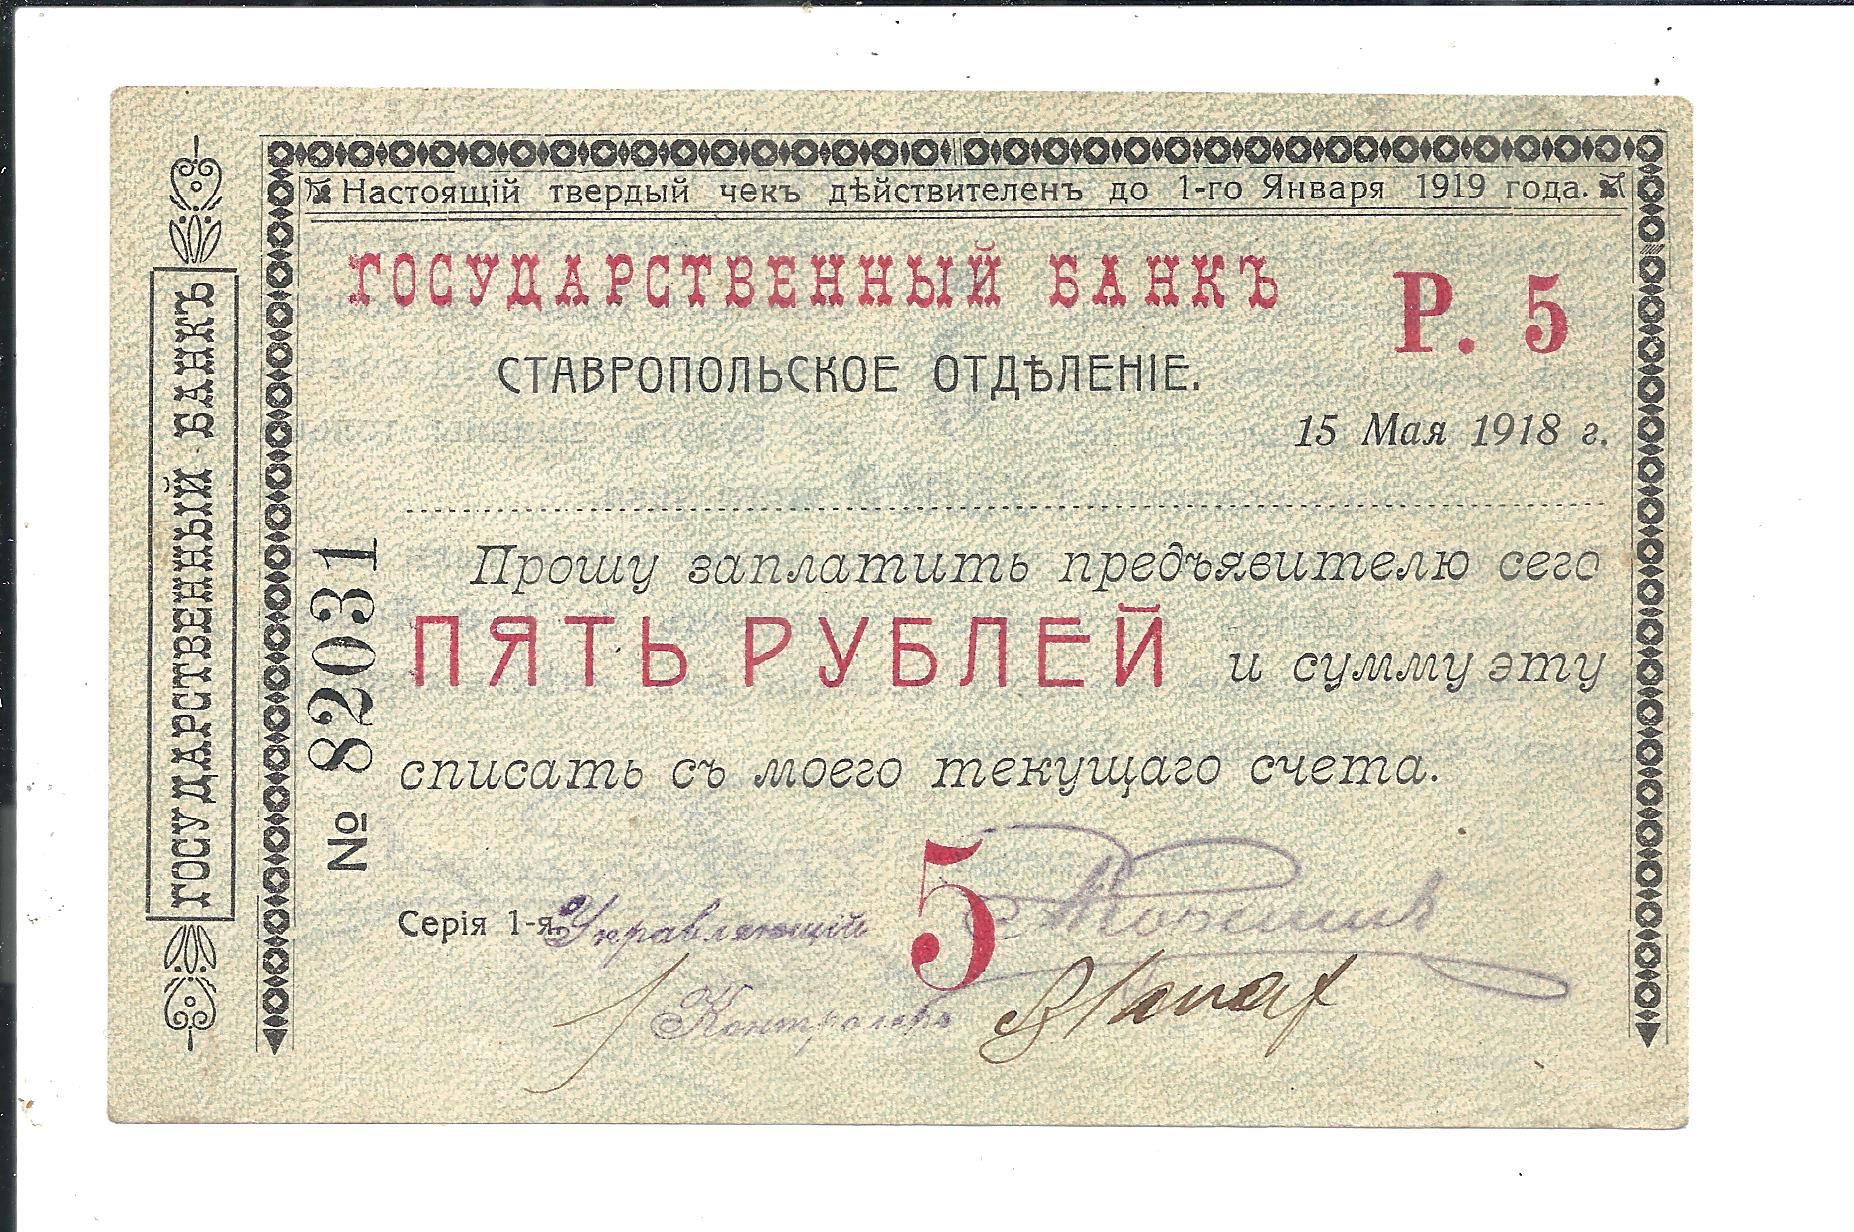 Настоящій твердый чекъ дѣйствителенъ до 1-го Января 1919 года.
ГОСУДАРСТВЕННЫЙ БАНКЪ
Р. 5
СТАВРОПОЛЬСКОЕ ОТДѢЛЕНІЕ.
15 Мая 1918 г.
Прошу заплатить предъявителю сего
ПЯТЬ РУБЛЕЙ и сумму эту
списать съ моего текущаго счета.
5
Серія 1-я.
Управляющій
Контролеръ
№ 82031
ГОСУДАРСТВЕННЫЙ БАНКЪ